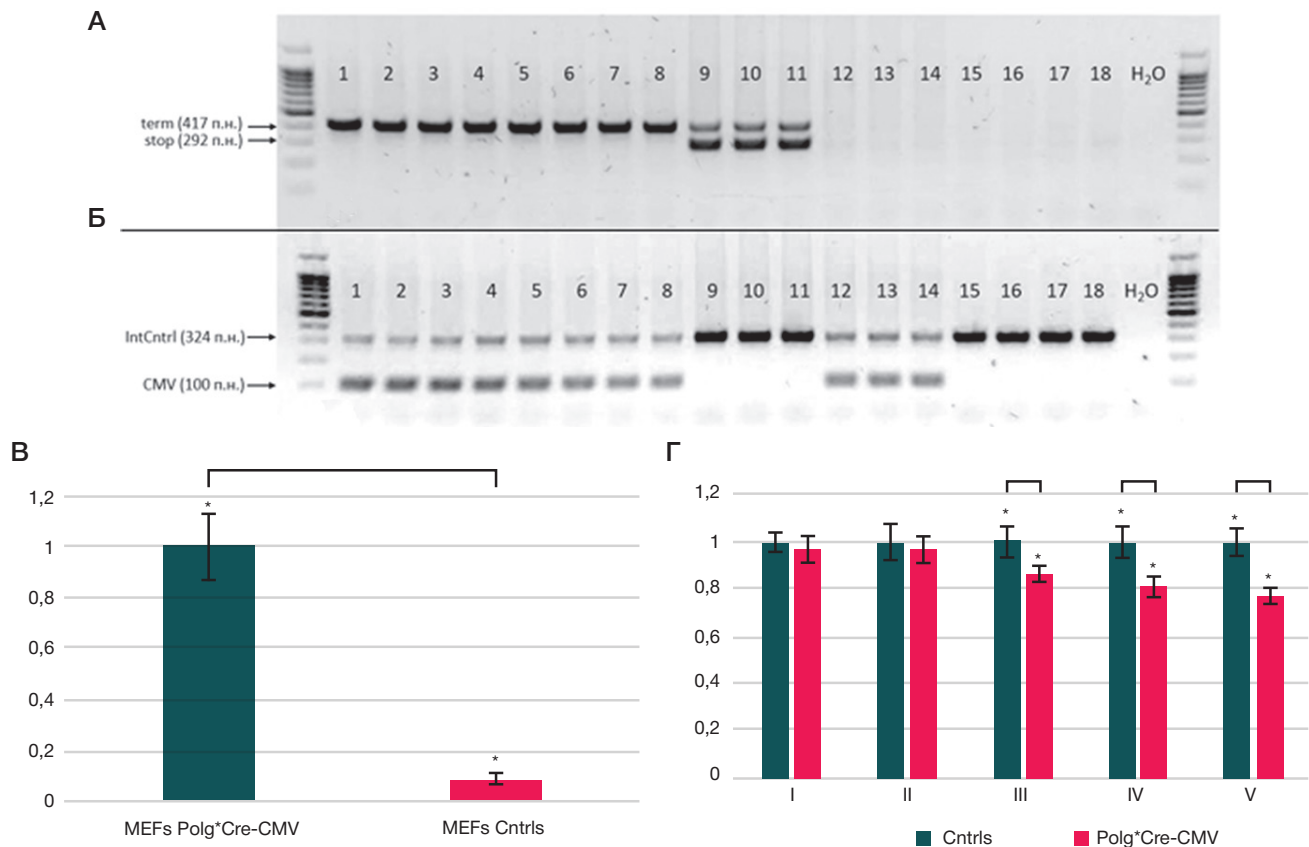 А
1 2 3 4 5 6 7 8 9 10 11 12 13 14 15 16 17 18 H₂O
term (417 п.н.)
stop (292 п.н.)
Б
1 2 3 4 5 6 7 8 9 10 11 12 13 14 15 16 17 18 H₂O
IntCntrl (324 п.н.)
CMV (100 п.н.)
В
1,2
1
0,8
0,6
0,4
0,2
0
*
*
MEFs Polg*Cre-CMV
MEFs Cntrls
Г
1,2
1
0,8
0,6
0,4
0,2
0
* * *
* * *
I II III IV V
Cntrls
Polg*Cre-CMV